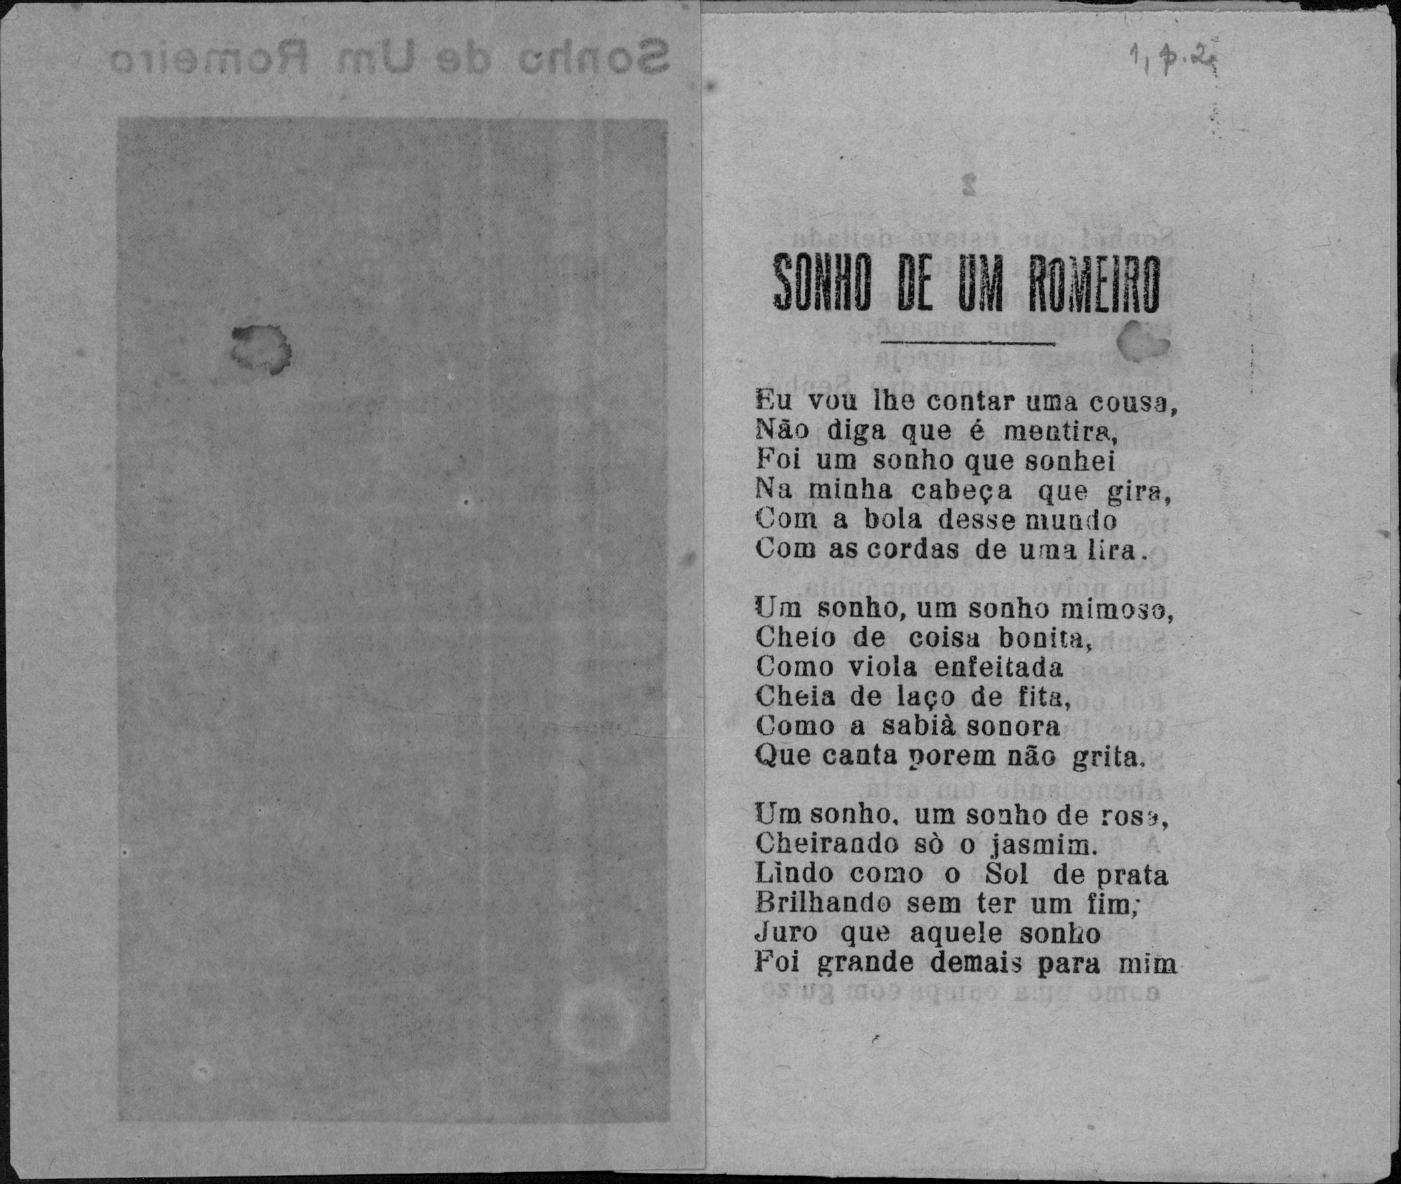 Sonho de Um Romeiro
1, p. 2
2
SONHO DE UM ROMEIRO
Eu vou lhe contar uma cousa,
Não diga que é mentira,
Foi um sonho que sonhei
Na minha cabeça que gira,
Com a bola desse mundo
Com as cordas de uma lira.
Um sonho, um sonho mimoso,
Cheio de coisa bonita,
Como viola enfeitada
Cheia de laço de fita,
Como a sabià sonora
Que canta porem não grita.
Um sonho, um sonho de rosa,
Cheirando sò o jasmim.
Lindo como o Sol de prata
Brilhando sem ter um fim;
Juro que aquele sonho
Foi grande demais para mim